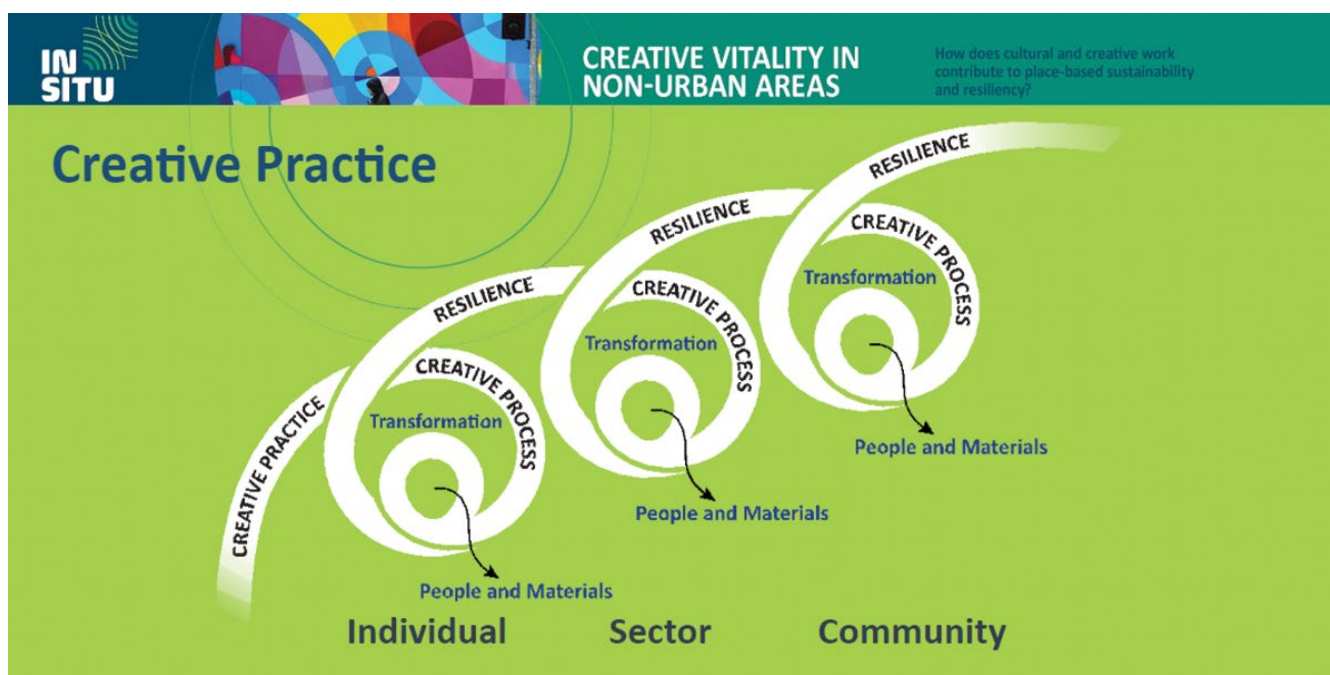 IN
SITU
CREATIVE VITALITY IN
NON-URBAN AREAS
How does cultural and creative work
contribute to place-based sustainability
and resiliency?
Creative Practice
CREATIVE PRACTICE
RESILIENCE
CREATIVE PROCESS
Transformation
People and Materials
RESILIENCE
CREATIVE PROCESS
Transformation
People and Materials
RESILIENCE
CREATIVE PROCESS
Transformation
People and Materials
Individual
Sector
Community